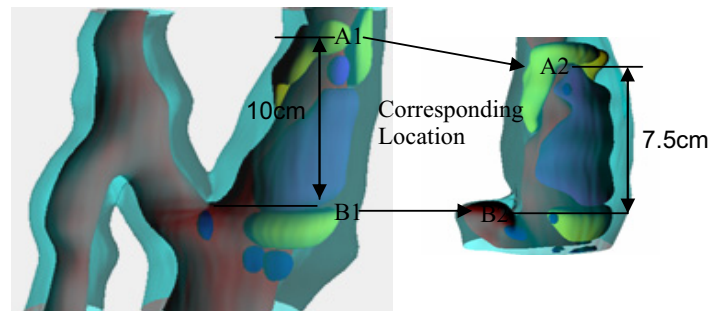 A1
A2
10cm
Corresponding
Location
7.5cm
B1
B2